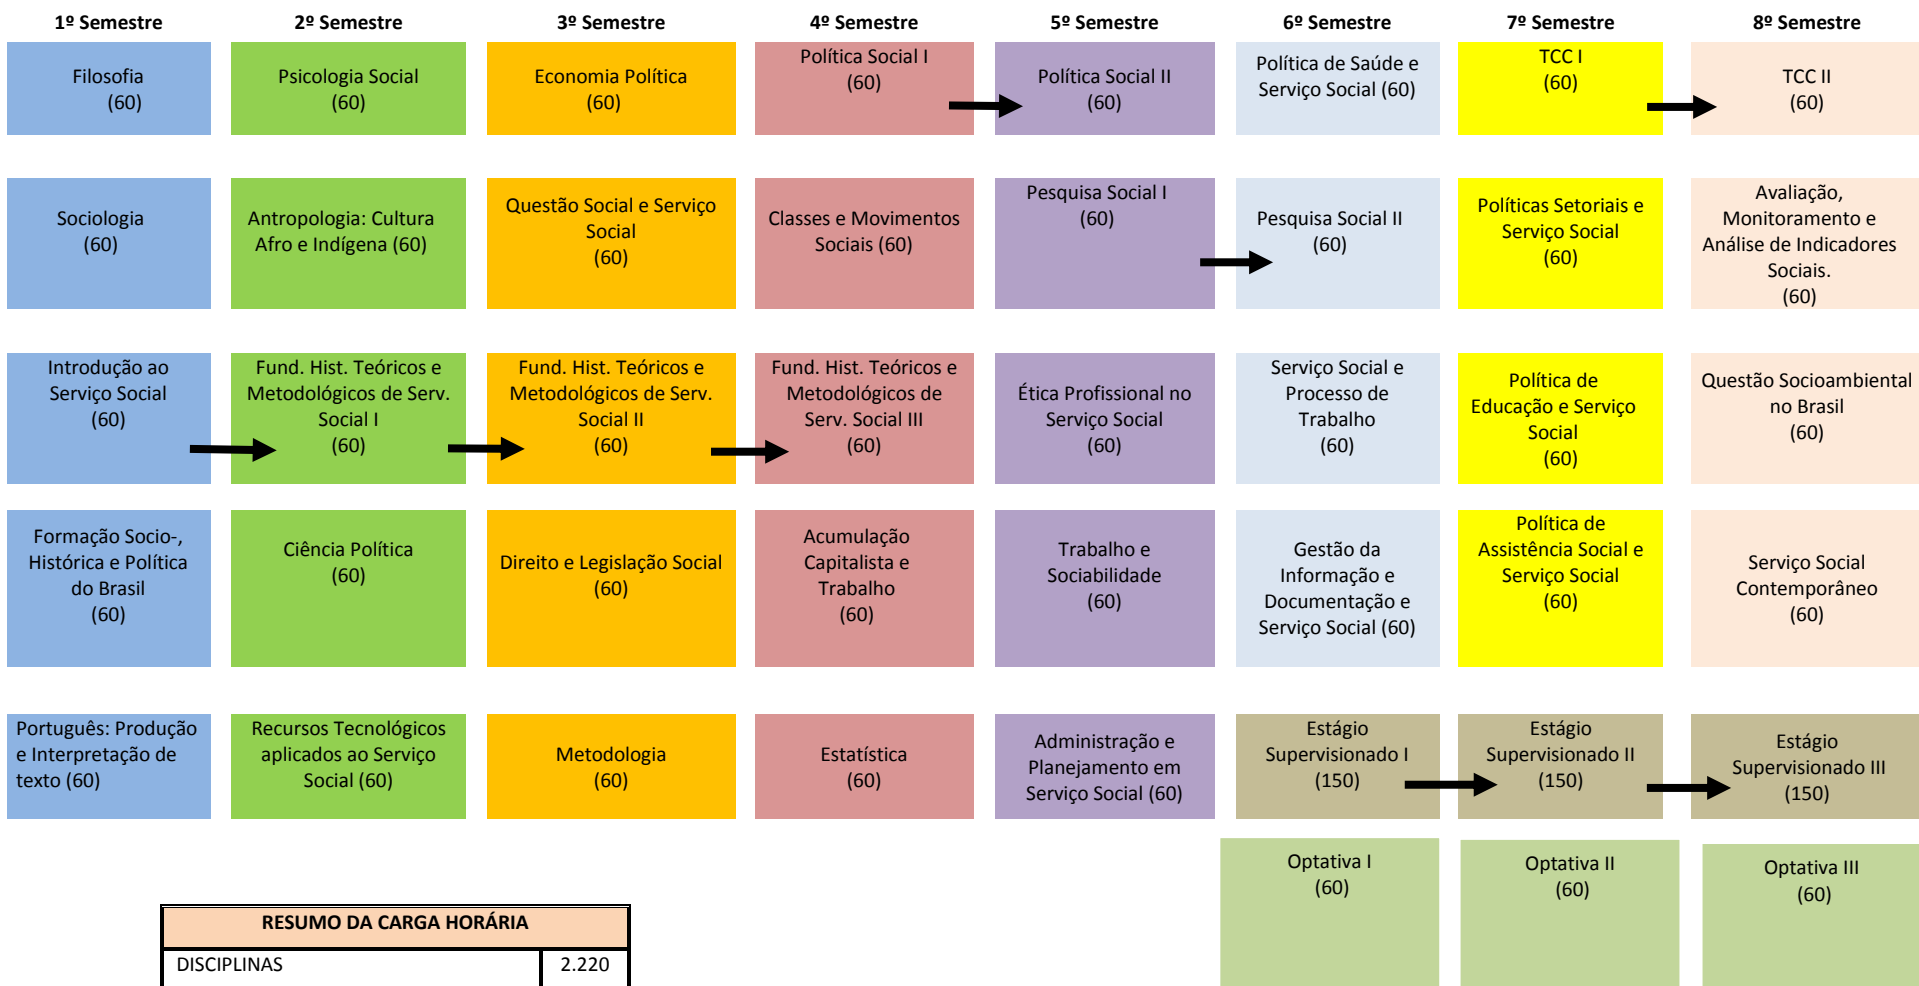 1º Semestre
2º Semestre
3º Semestre
4º Semestre
5º Semestre
6º Semestre
7º Semestre
8º Semestre
Filosofia
(60)
Psicologia Social
(60)
Economia Política
(60)
Política Social I
(60)
Política Social II
(60)
Política de Saúde e
Serviço Social (60)
TCC I
(60)
TCC II
(60)
Sociologia
(60)
Antropologia: Cultura
Afro e Indígena (60)
Questão Social e Serviço
Social
(60)
Classes e Movimentos
Sociais (60)
Pesquisa Social I
(60)
Pesquisa Social II
(60)
Políticas Setoriais e
Serviço Social
(60)
Avaliação,
Monitoramento e
Análise de Indicadores
Sociais.
(60)
Introdução ao
Serviço Social
(60)
Fund. Hist. Teóricos e
Metodológicos de Serv.
Social I
(60)
Fund. Hist. Teóricos e
Metodológicos de Serv.
Social II
(60)
Fund. Hist. Teóricos e
Metodológicos de
Serv. Social III
(60)
Ética Profissional no
Serviço Social
(60)
Serviço Social e
Processo de
Trabalho
(60)
Política de
Educação e Serviço
Social
(60)
Questão Socioambiental
no Brasil
(60)
Formação Socio-,
Histórica e Política
do Brasil
(60)
Ciência Política
(60)
Direito e Legislação Social
(60)
Acumulação
Capitalista e
Trabalho
(60)
Trabalho e
Sociabilidade
(60)
Gestão da
Informação e
Documentação e
Serviço Social (60)
Política de
Assistência Social e
Serviço Social
(60)
Serviço Social
Contemporâneo
(60)
Português: Produção
e Interpretação de
texto (60)
Recursos Tecnológicos
aplicados ao Serviço
Social (60)
Metodologia
(60)
Estatística
(60)
Administração e
Planejamento em
Serviço Social (60)
Estágio
Supervisionado I
(150)
Estágio
Supervisionado II
(150)
Estágio
Supervisionado III
(150)
Optativa I
(60)
Optativa II
(60)
Optativa III
(60)
RESUMO DA CARGA HORÁRIA
DISCIPLINAS 2.220